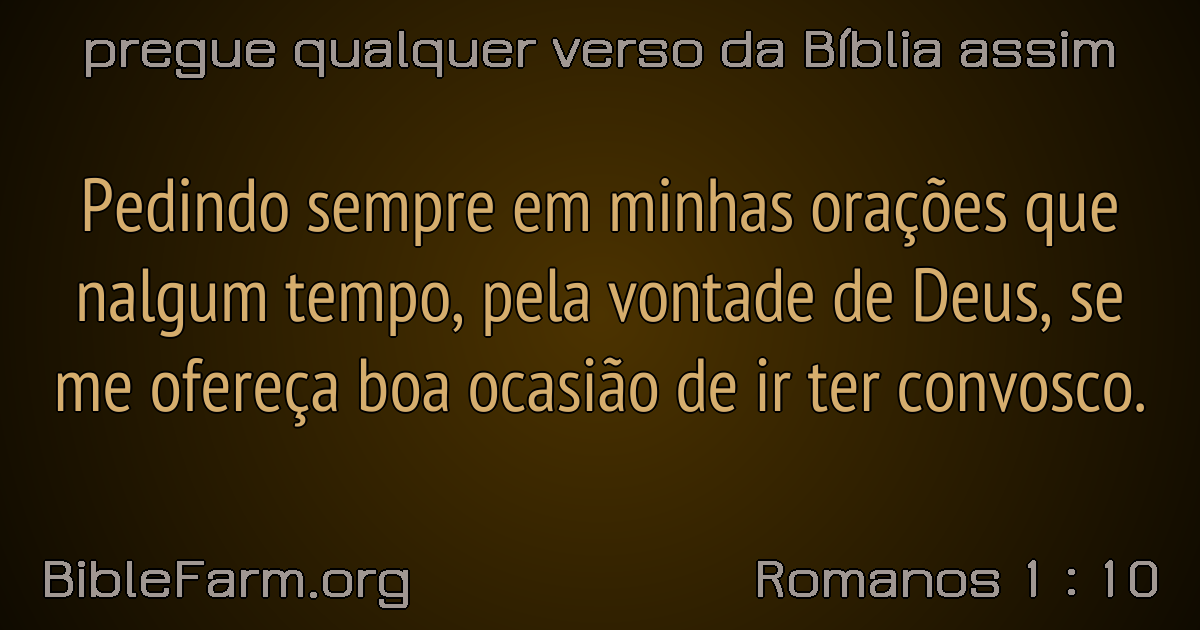 pregue qualquer verso da Bíblia assim
Pedindo sempre em minhas orações que
nalgum tempo, pela vontade de Deus, se
me ofereça boa ocasião de ir ter convosco.
BibleFarm.org
Romanos 1 : 10